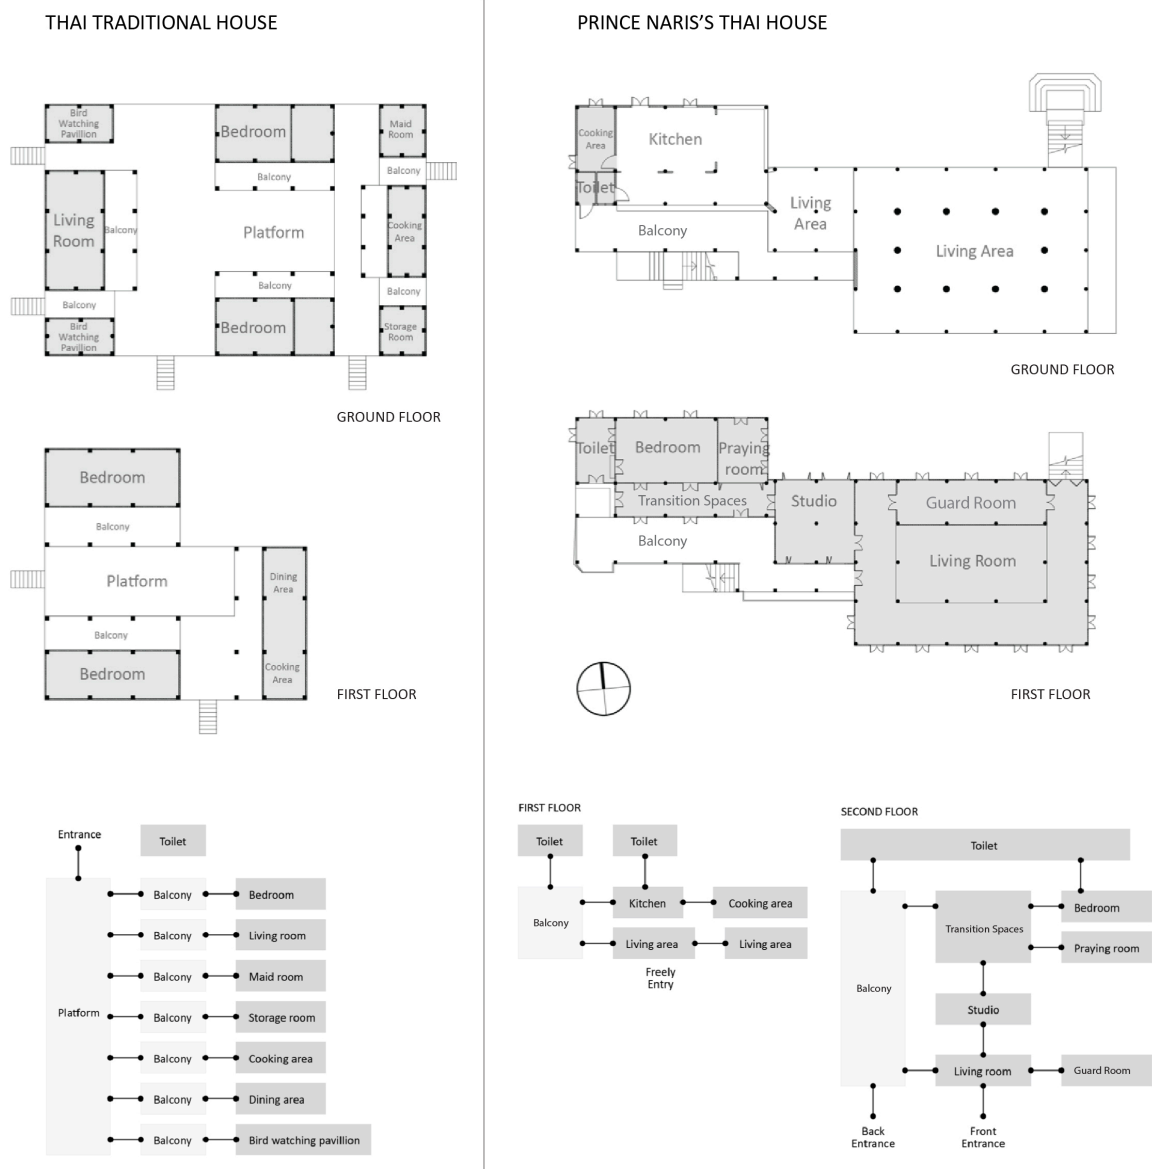 THAI TRADITIONAL HOUSE
Bird
Watching
Pavillion
Bedroom
Maid
Room
Balcony
Balcony
Living
Room
Balcony
Platform
Cooking
Area
Balcony
Balcony
Balcony
Bird
Watching
Pavillion
Bedroom
Storage
Room
GROUND FLOOR
Bedroom
Balcony
Platform
Dining
Area
Balcony
Bedroom
Cooking
Area
FIRST FLOOR
Entrance
Toilet
Platform
Balcony
Bedroom
Balcony
Living room
Balcony
Maid room
Balcony
Storage room
Balcony
Cooking area
Balcony
Dining area
Balcony
Bird watching pavillion
PRINCE NARIS’S THAI HOUSE
Cooking
Area
Kitchen
Toilet
Living
Area
Balcony
Living Area
GROUND FLOOR
Toilet
Bedroom
Praying
room
Transition Spaces
Studio
Guard Room
Balcony
Living Room
FIRST FLOOR
FIRST FLOOR
Toilet
Toilet
Balcony
Kitchen
Cooking area
Living area
Living area
Freely
Entry
SECOND FLOOR
Toilet
Balcony
Transition Spaces
Bedroom
Praying room
Studio
Living room
Guard Room
Back
Entrance
Front
Entrance